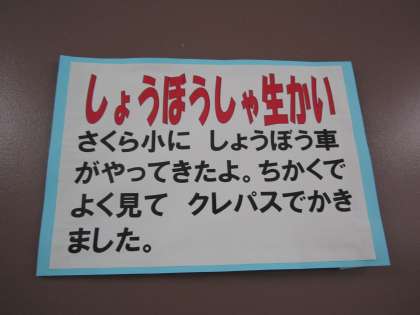 しょうぼうしゃ生かい
さくら小に　しょうぼう車
がやってきたよ。ちかくで
よく見て　クレパスでかき
ました。